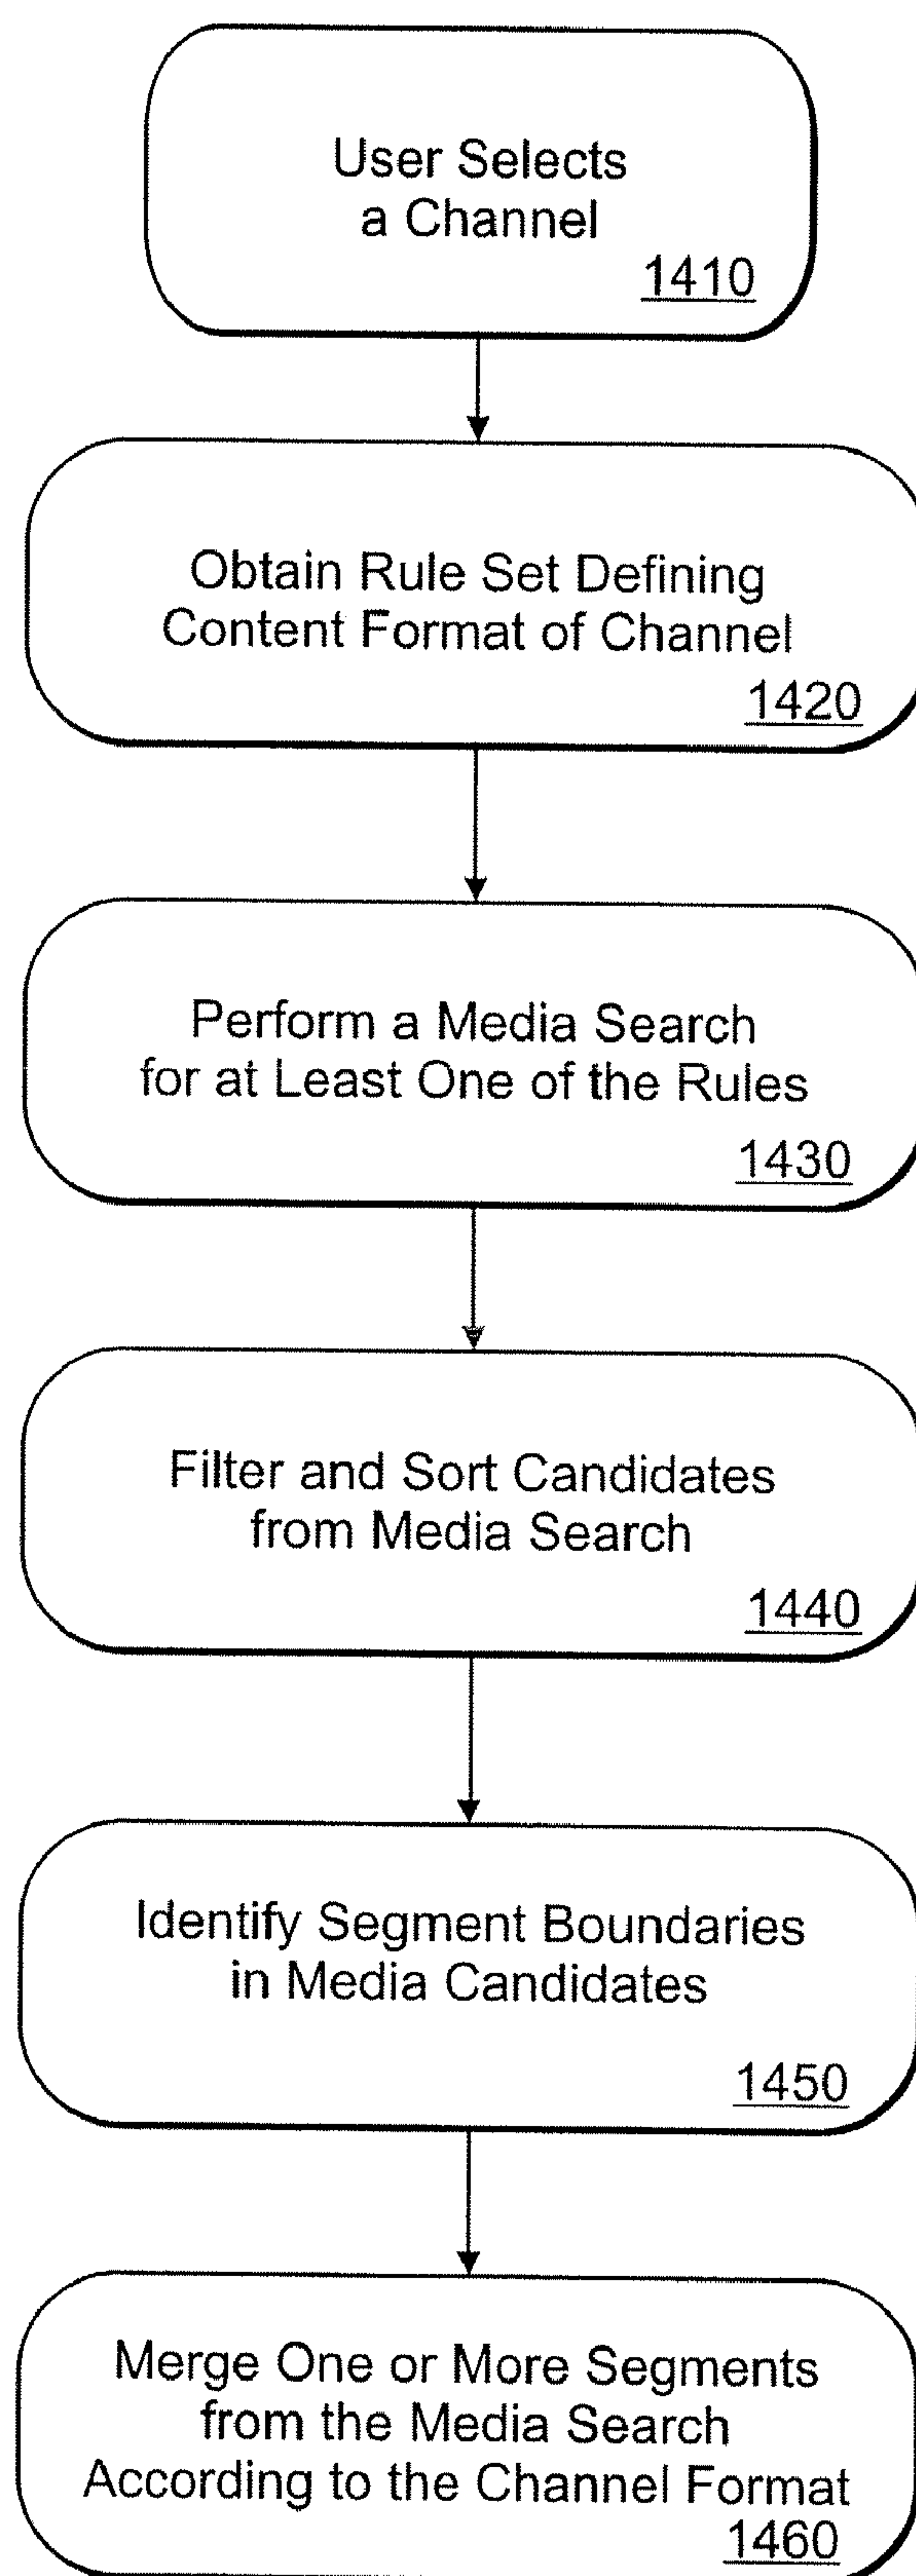 User Selects
a Channel
1410
Obtain Rule Set Defining
Content Format of Channel
1420
Perform a Media Search
for at Least One of the Rules
1430
Filter and Sort Candidates
from Media Search
1440
Identify Segment Boundaries
in Media Candidates
1450
Merge One or More Segments
from the Media Search
According to the Channel Format
1460